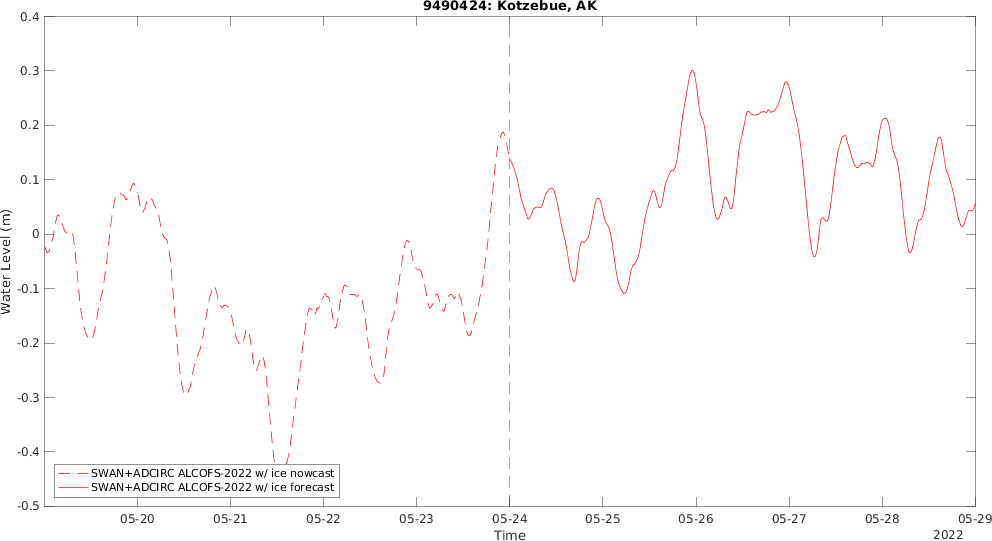 9490424: Kotzebue, AK
0.4
0.3
0.2
0.1
0
-0.1
-0.2
-0.3
-0.4
-0.5
Water Level (m)
SWAN+ADCIRC ALCOFS-2022 w/ ice nowcast
SWAN+ADCIRC ALCOFS-2022 w/ ice forecast
05-20 05-21 05-22 05-23 05-24 05-25 05-26 05-27 05-28 05-29
Time
2022